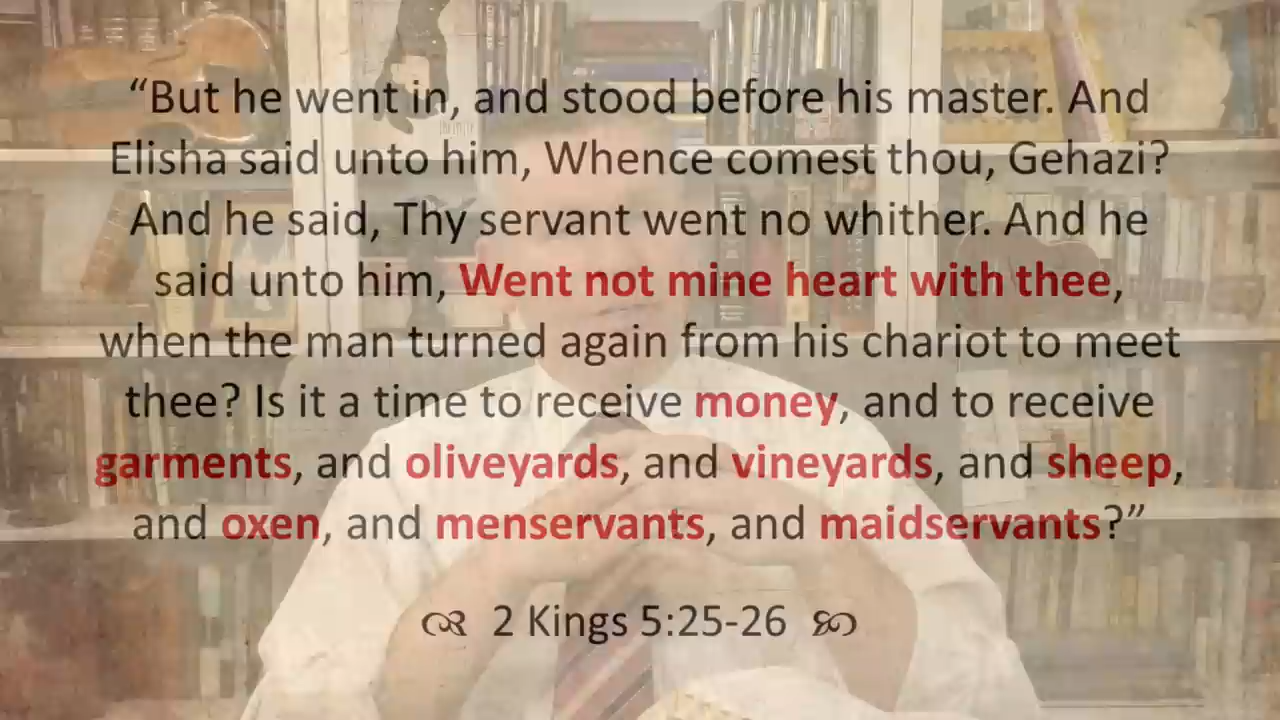 “But he went in, and stood before his master. And
Elisha said unto him, Whence comest thou, Gehazi?
And he said, Thy servant went no whither. And he
said unto him, Went not mine heart with thee,
when the man turned again from his chariot to meet
thee? Is it a time to receive money, and to receive
garments, and oliveyards, and vineyards, and sheep,
and oxen, and menservants, and maidservants?”
2 Kings 5:25-26